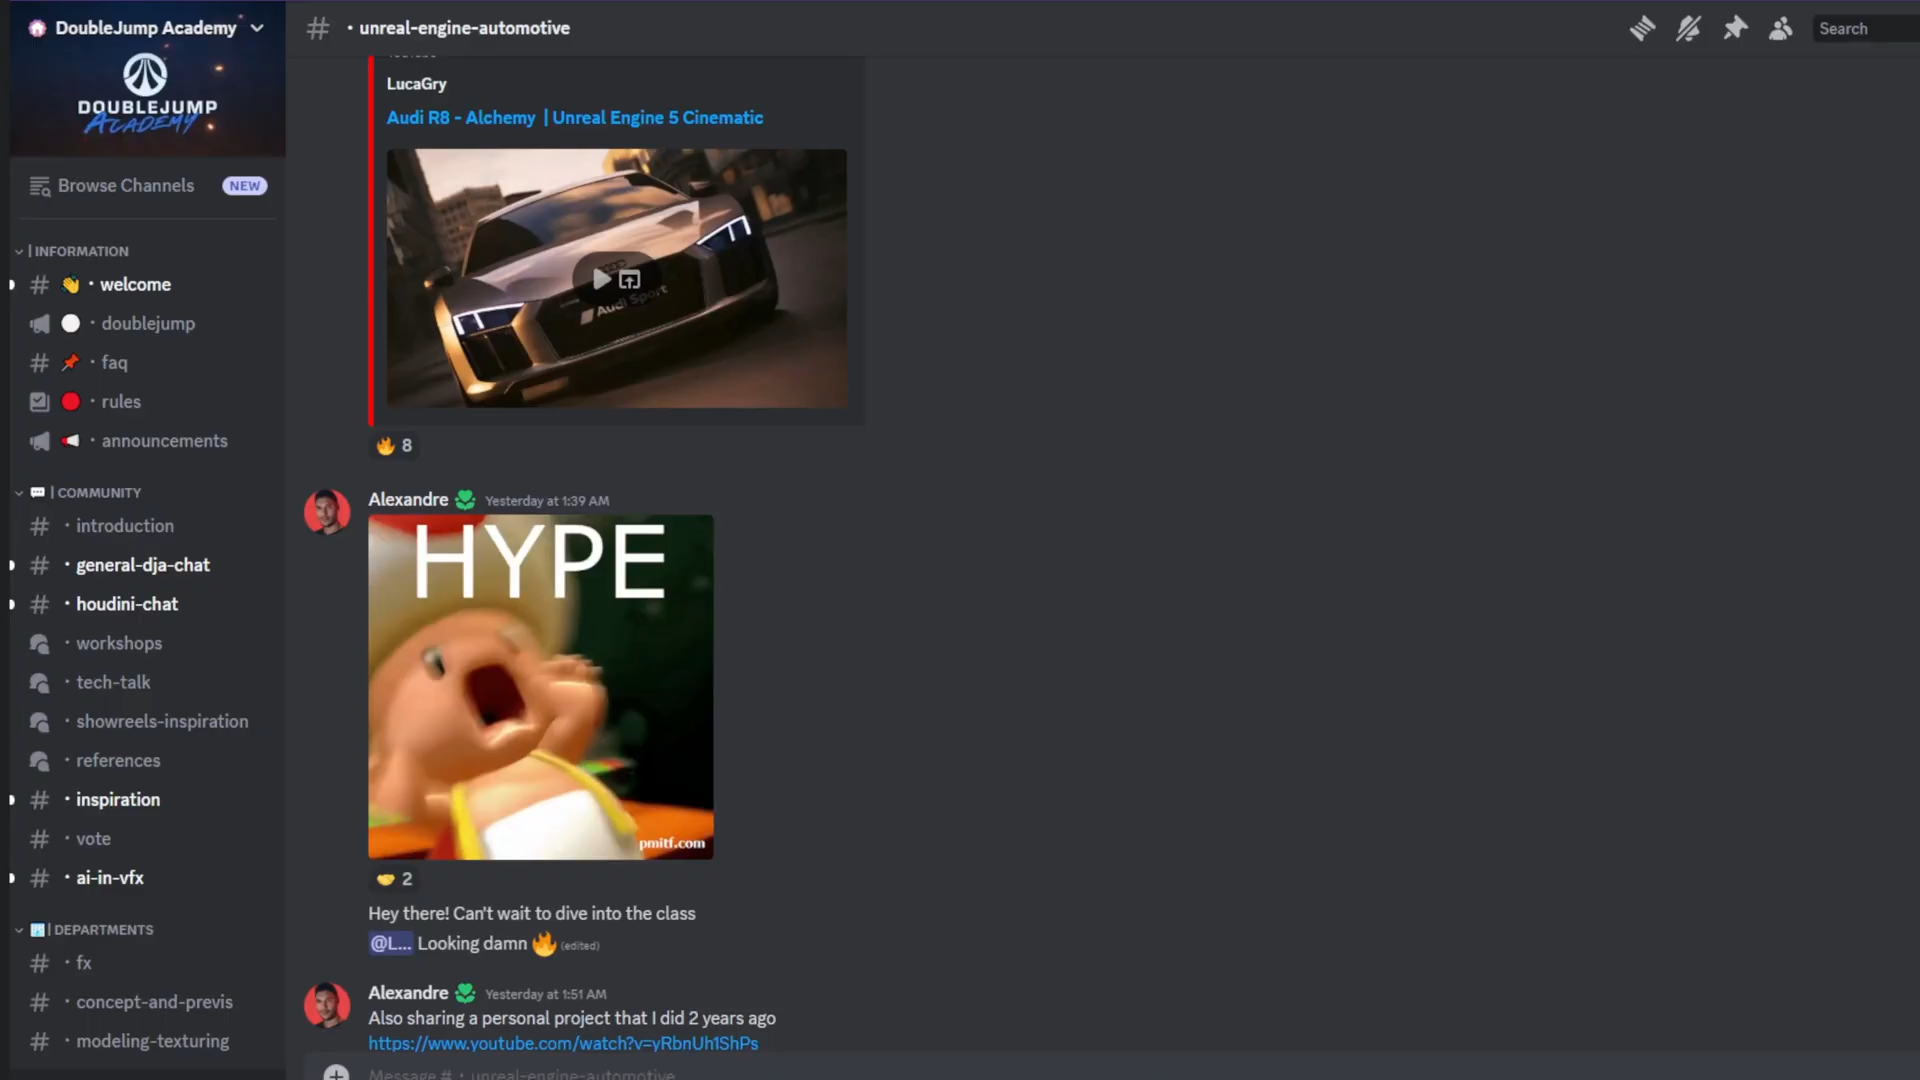 DoubleJump Academy
DOUBLEJUMP
ACADEMY
Browse Channels
NEW
| INFORMATION
• welcome
• doublejump
• faq
• rules
• announcements
| COMMUNITY
• introduction
• general-dja-chat
• houdini-chat
• workshops
• tech-talk
• showreels-inspiration
• references
• inspiration
• vote
• ai-in-vfx
| DEPARTMENTS
• fx
• concept-and-previs
• modeling-texturing
# • unreal-engine-automotive
Search
LucaGry
Audi R8 - Alchemy | Unreal Engine 5 Cinematic
Audi Sport
🔥 8
Alexandre Yesterday at 1:39 AM
HYPE
pmitf.com
🤝 2
Hey there! Can't wait to dive into the class
@L... Looking damn 🔥 (edited)
Alexandre Yesterday at 1:51 AM
Also sharing a personal project that I did 2 years ago
https://www.youtube.com/watch?v=yRbnUh1ShPs
Message # • unreal-engine-automotive